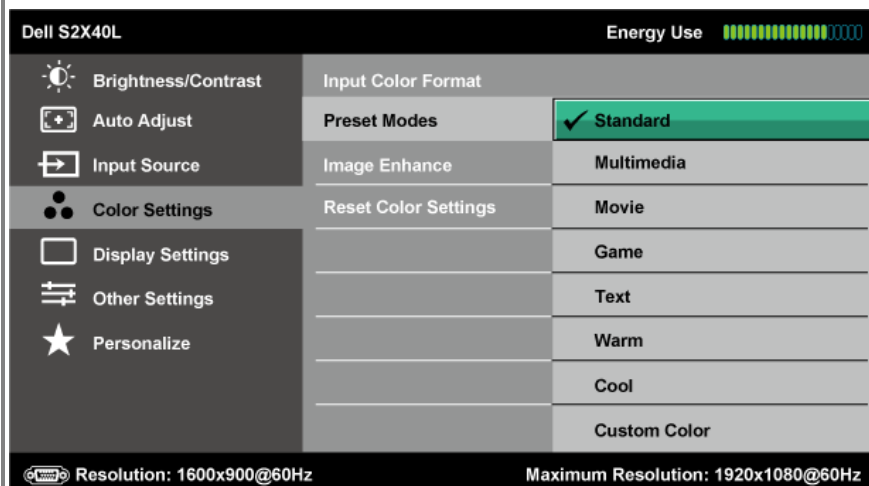 Dell S2X40L Energy Use
Brightness/Contrast
Auto Adjust
Input Source
Color Settings
Display Settings
Other Settings
Personalize
Input Color Format
Preset Modes
Image Enhance
Reset Color Settings
Standard
Multimedia
Movie
Game
Text
Warm
Cool
Custom Color
Resolution: 1600x900@60Hz Maximum Resolution: 1920x1080@60Hz